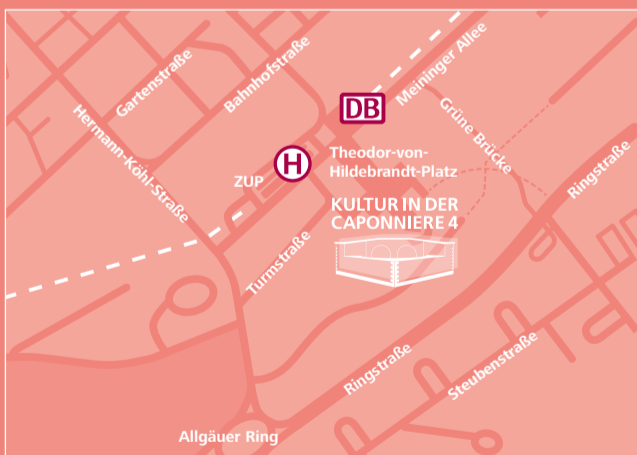 Gartenstraße
Bahnhofstraße
Meininger Allee
DB
Hermann-Köhl-Straße
Grüne Brücke
H
ZUP
Theodor-von-
Hildebrandt-Platz
Ringstraße
KULTUR IN DER
CAPONNIERE 4
Turmstraße
Ringstraße
Steubenstraße
Allgäuer Ring